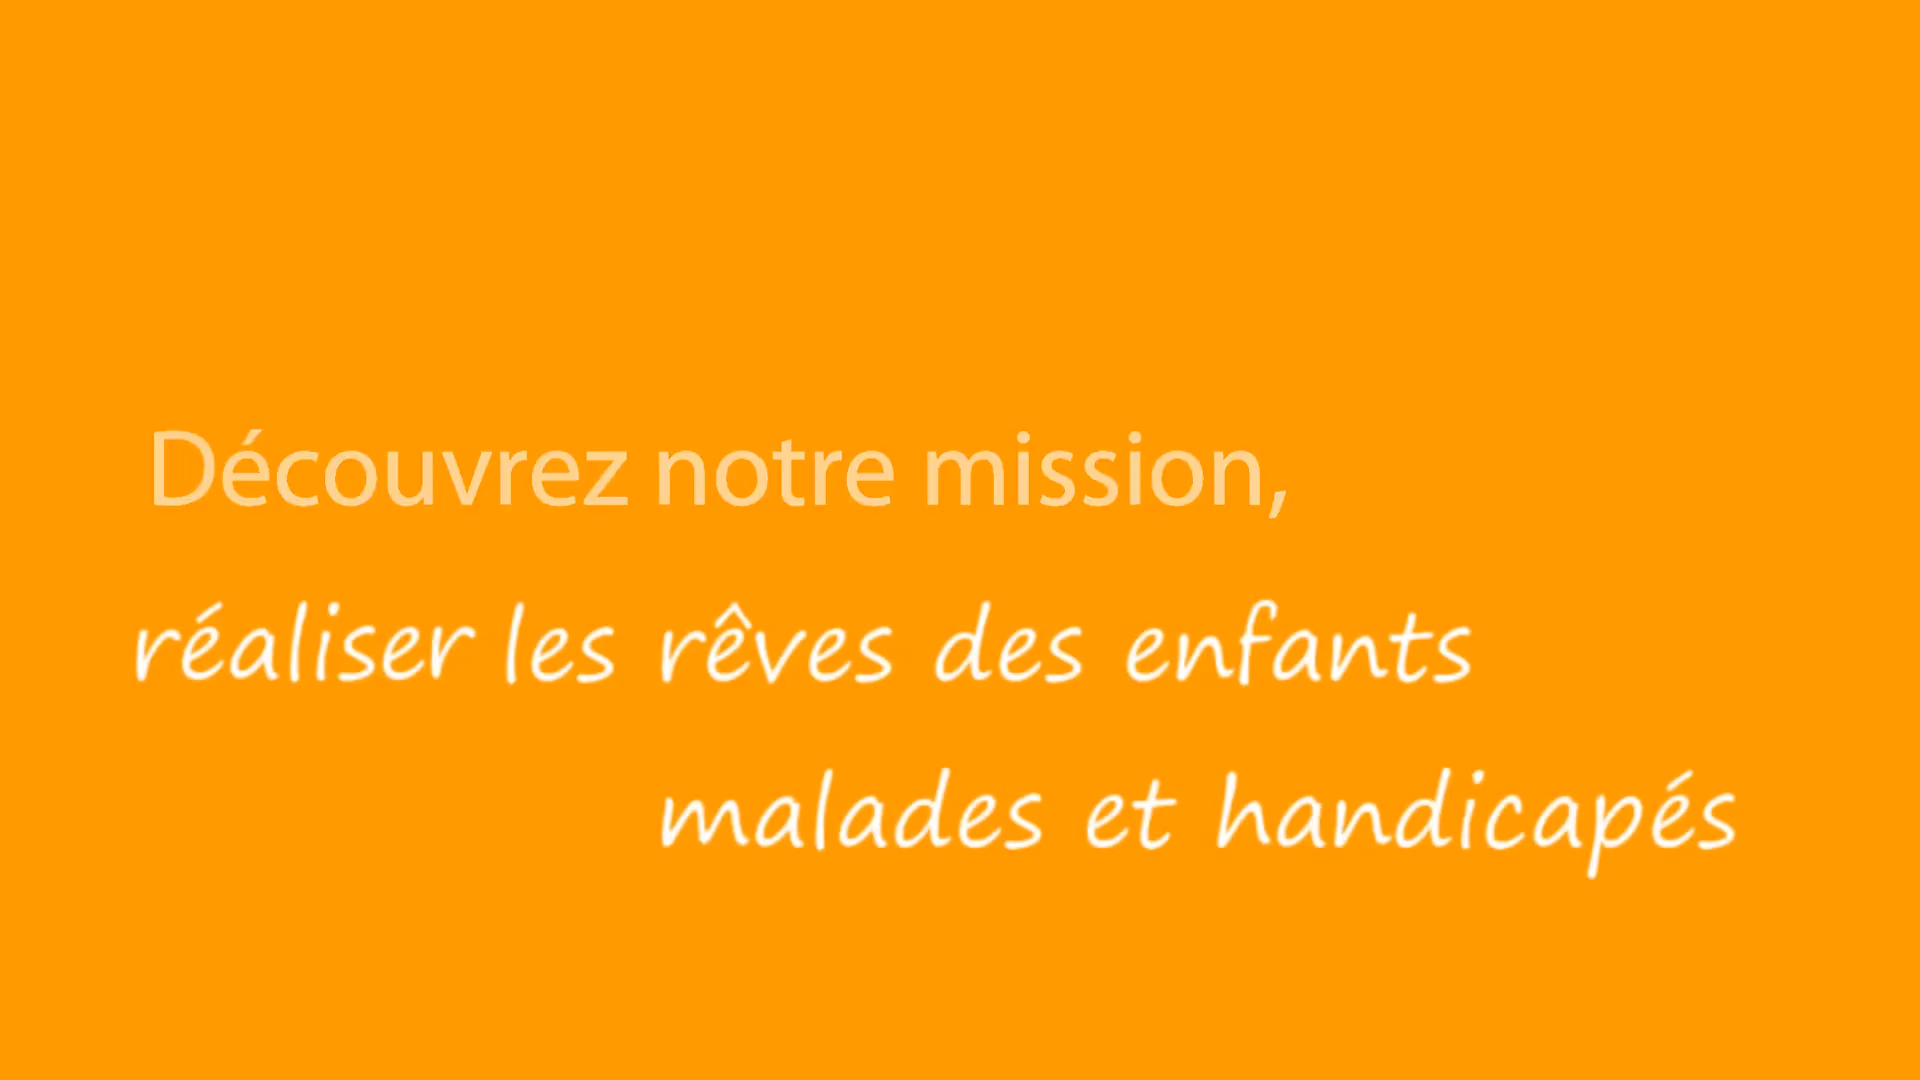 Découvrez notre mission,
réaliser les rêves des enfants
malades et handicapés